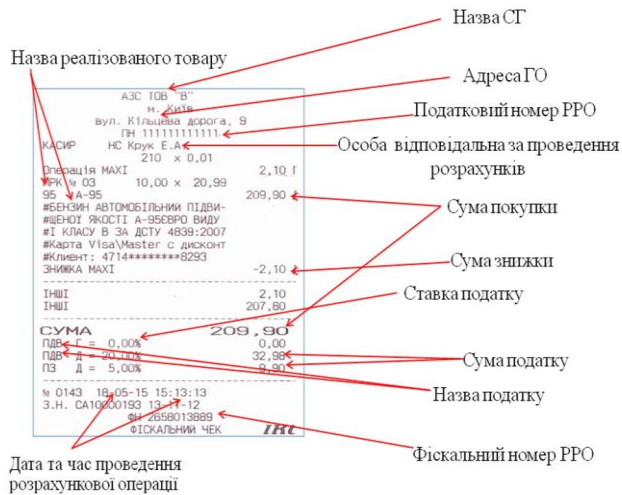 Назва СГ
Назва реалізованого товару
Адреса ГО
Податковий номер РРО
Особа відповідальна за проведення
розрахунків
Сума покупки
Сума знижки
Ставка податку
Сума податку
Назва податку
Фіскальний номер РРО
Дата та час проведення
розрахункової операції
АЗС ТОВ "В"
м. Київ
вул. Кільцева дорога, 9
ПН 111111111111
КАСИР НС Крук Е.А
210 х 0,01
Операція MAXI 2,10 Г
ПРК № 03 10,00 х 20,99
95 А-95 209,90
#БЕНЗИН АВТОМОБІЛЬНИЙ ПІДВИ-
#ЩЕНОЇ ЯКОСТІ А-95ЄВРО ВИДУ
#І КЛАСУ В ЗА ДСТУ 4839:2007
#Карта Visa\Master с дисконт
#Клиент: 4714********8293
ЗНИЖКА MAXI -2,10
ІНШІ 2,10
ІНШІ 207,80
СУМА 209,90
ПДВ Г = 0,00% 0,00
ПДВ Д = 20,00% 32,98
ПЗ Д = 5,00% 9,90
№ 0143 18-05-15 15:13:13
З.Н. СА10000193 13-11-12
ФН 2658013889
ФІСКАЛЬНИЙ ЧЕК